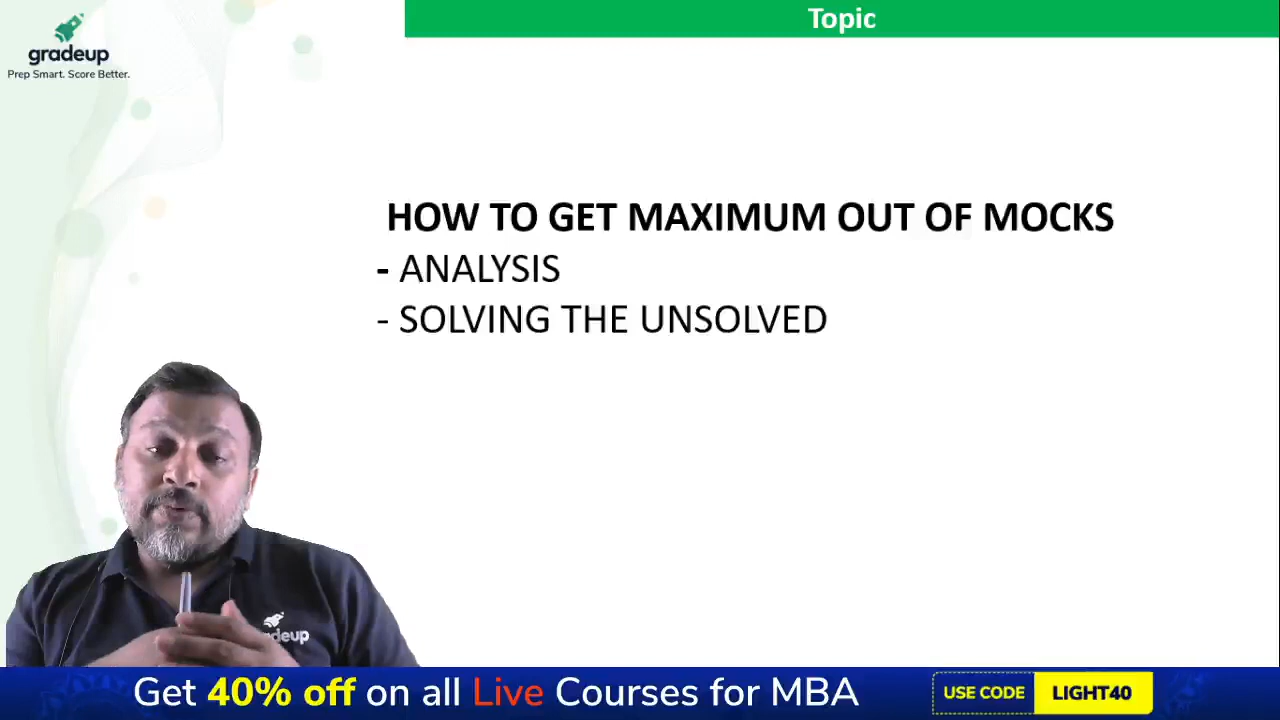 Topic
gradeup
Prep Smart. Score Better.
HOW TO GET MAXIMUM OUT OF MOCKS
- ANALYSIS
- SOLVING THE UNSOLVED
Get 40% off on all Live Courses for MBA
USE CODE LIGHT40